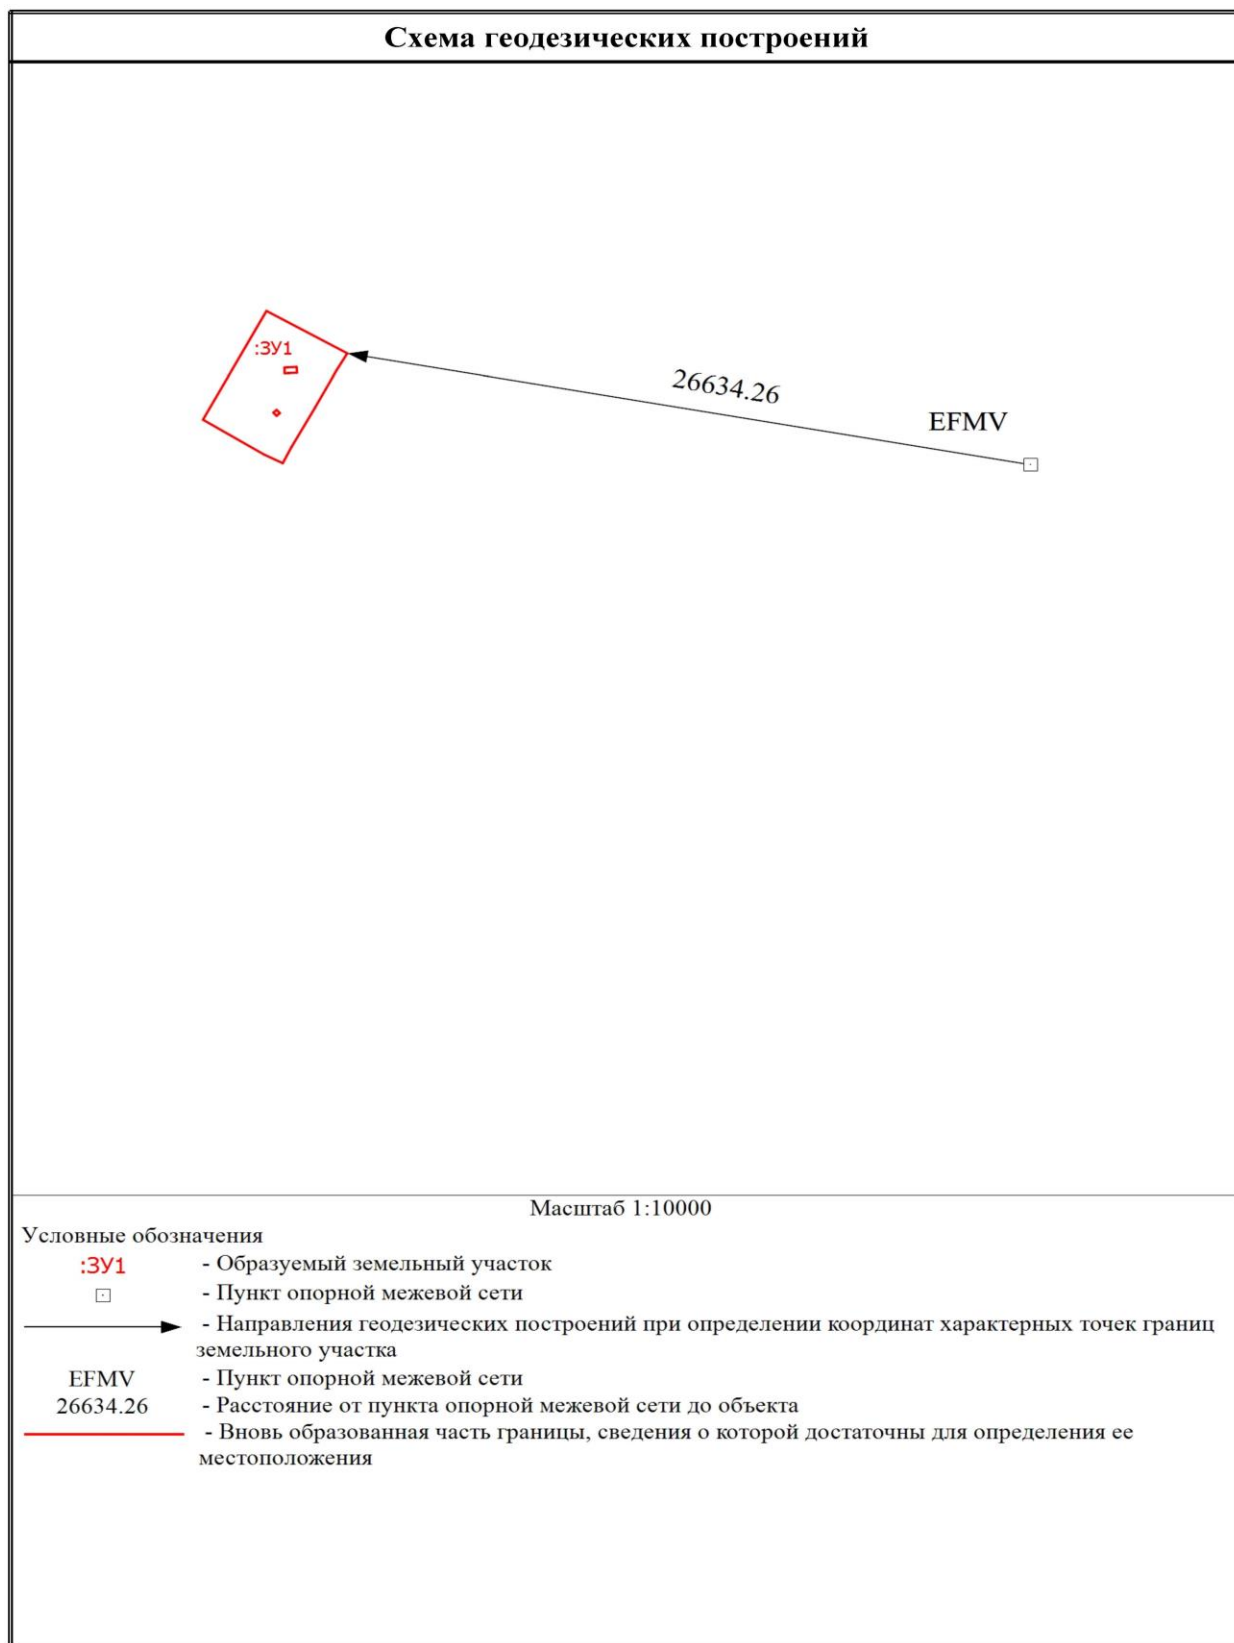 Схема геодезических построений
:ЗУ1
26634.26
EFMV
Масштаб 1:10000
Условные обозначения
:ЗУ1 - Образуемый земельный участок
- Пункт опорной межевой сети
- Направления геодезических построений при определении координат характерных точек границ
земельного участка
EFMV - Пункт опорной межевой сети
26634.26 - Расстояние от пункта опорной межевой сети до объекта
- Вновь образованная часть границы, сведения о которой достаточны для определения ее
местоположения